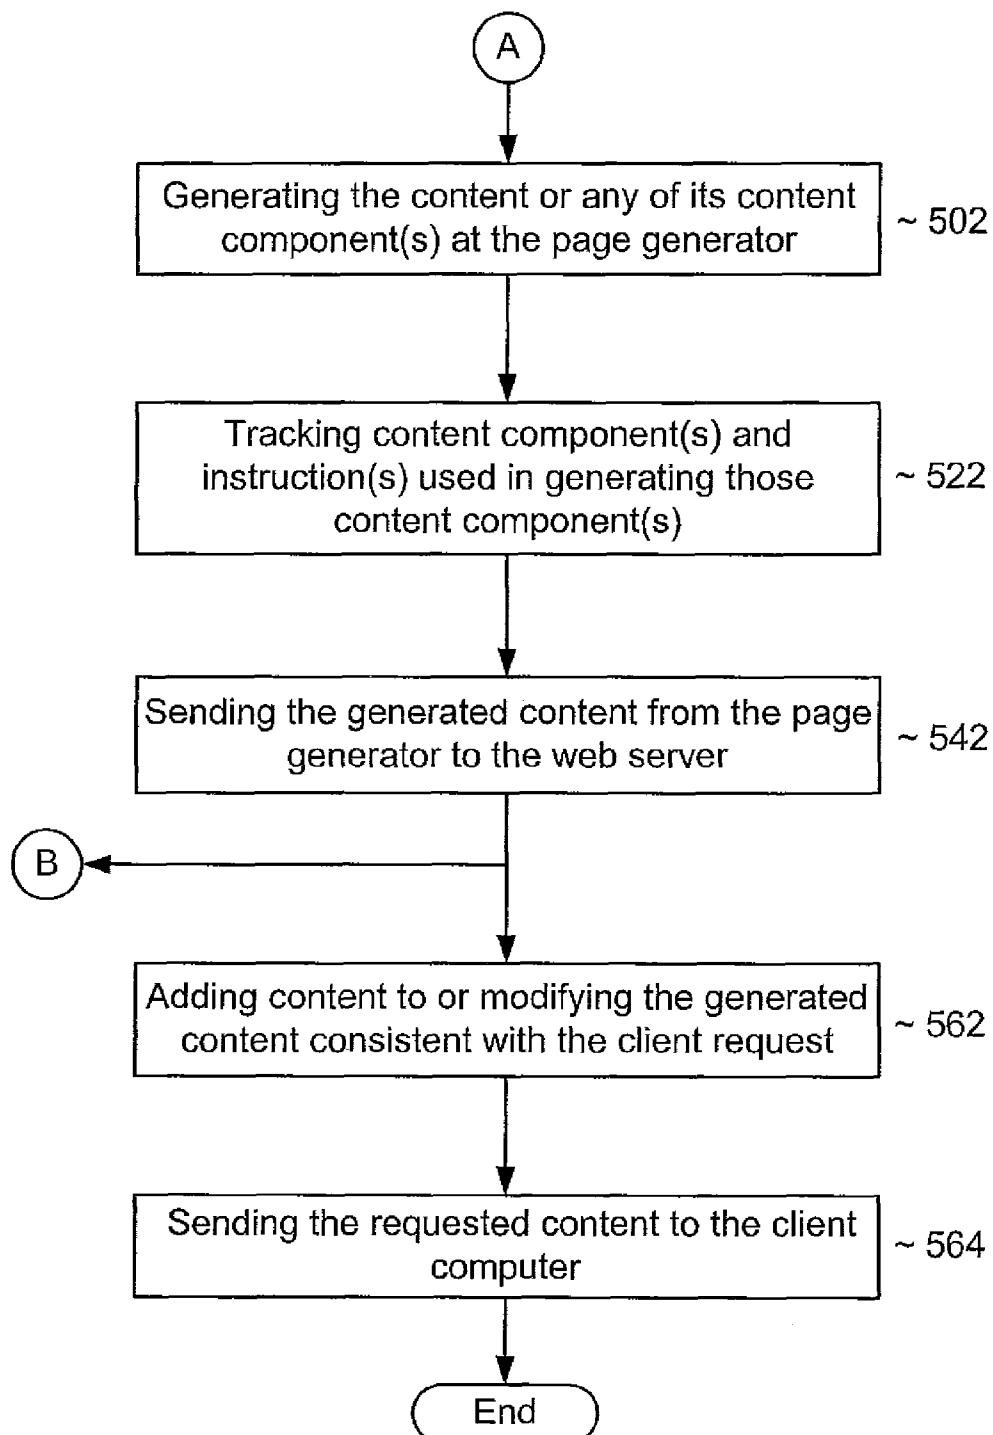 A
Generating the content or any of its content
component(s) at the page generator
~ 502
Tracking content component(s) and
instruction(s) used in generating those
content component(s)
~ 522
Sending the generated content from the page
generator to the web server
~ 542
B
Adding content to or modifying the generated
content consistent with the client request
~ 562
Sending the requested content to the client
computer
~ 564
End